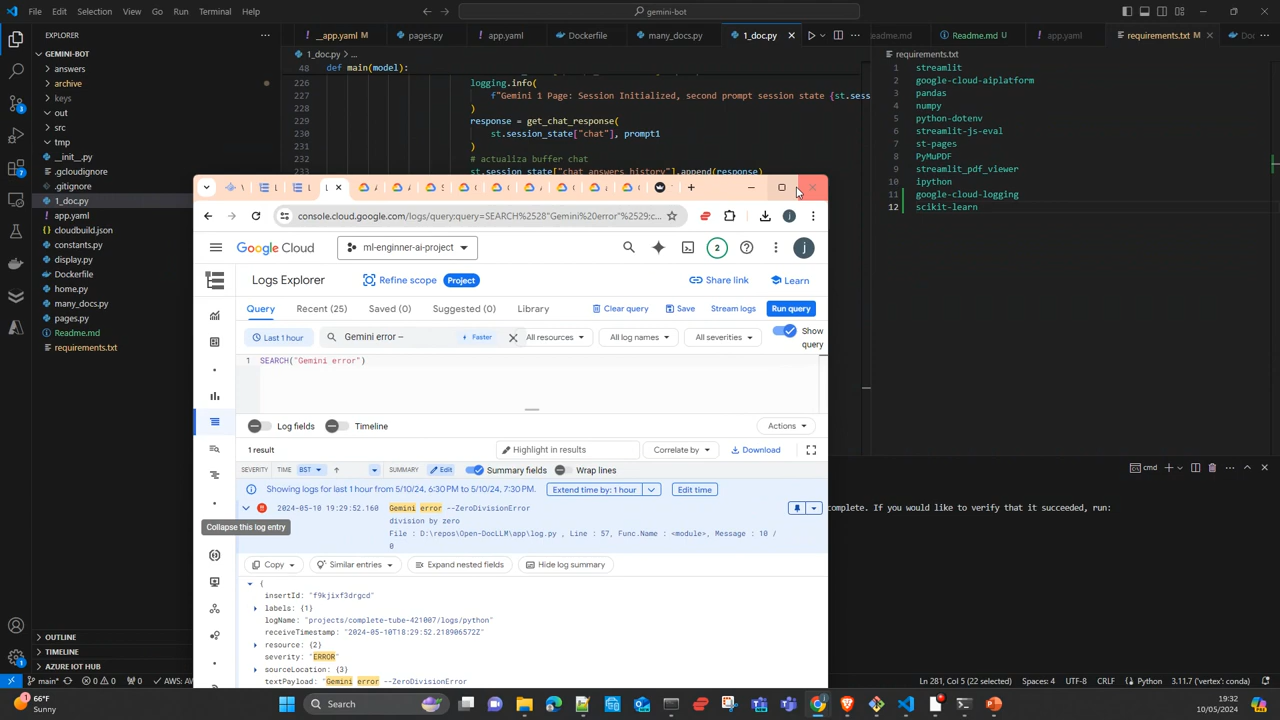 File Edit Selection View Go Run Terminal Help
gemini-bot
EXPLORER
GEMINI-BOT
answers
archive
keys
out
src
tmp
__init__.py
.gcloudignore
.gitignore
1_doc.py
app.yaml
cloudbuild.json
constants.py
display.py
Dockerfile
home.py
many_docs.py
pages.py
Readme.md
requirements.txt
OUTLINE
TIMELINE
AZURE IOT HUB
_app.yaml M
pages.py
app.yaml
Dockerfile
many_docs.py
1_doc.py
1_doc.py > ...
48 def main(model):
226 logging.info(
227 f"Gemini 1 Page: Session Initialized, second prompt session state {st.sess
228 )
229 response = get_chat_response(
230 st.session_state["chat"], prompt1
231 )
232 # actualiza buffer chat
233 st.session_state["chat_answers_history"].append(response)
eadme.md
Readme.md U
app.yaml
requirements.txt M
Doc
requirements.txt
1 streamlit
2 google-cloud-aiplatform
3 pandas
4 numpy
5 python-dotenv
6 streamlit-js-eval
7 st-pages
8 PyMuPDF
9 streamlit_pdf_viewer
10 ipython
11 google-cloud-logging
12 scikit-learn
cmd
omplete. If you would like to verify that it succeeded, run:
console.cloud.google.com/logs/query;query=SEARCH%2528"Gemini%20error"%2529;c...
Google Cloud
ml-enginner-ai-project
2
j
Logs Explorer
Refine scope
Project
Share link
Learn
Query
Recent (25)
Saved (0)
Suggested (0)
Library
Clear query
Save
Stream logs
Run query
Last 1 hour
Gemini error –
Faster
All resources
All log names
All severities
Show query
1 SEARCH("Gemini error")
Log fields
Timeline
Actions
1 result
Highlight in results
Correlate by
Download
SEVERITY TIME BST SUMMARY Edit Summary fields Wrap lines
Showing logs for last 1 hour from 5/10/24, 6:30 PM to 5/10/24, 7:30 PM.
Extend time by: 1 hour
Edit time
2024-05-10 19:29:52.160 Gemini error --ZeroDivisionError
division by zero
File : D:\repos\Open-DocLLM\app\log.py , Line : 57, Func.Name : <module>, Message : 10 /
0
Collapse this log entry
Copy
Similar entries
Expand nested fields
Hide log summary
{
insertId: "f9kjixf3drgcd"
labels: {1}
logName: "projects/complete-tube-421007/logs/python"
receiveTimestamp: "2024-05-10T18:29:52.218906572Z"
resource: {2}
severity: "ERROR"
sourceLocation: {3}
textPayload: "Gemini error --ZeroDivisionError
main*
0 0
0
AWS:
Ln 281, Col 5 (22 selected)
Spaces: 4
UTF-8
CRLF
Python
3.11.7 ('vertex': conda)
66°F
Sunny
Search
19:32
10/05/2024